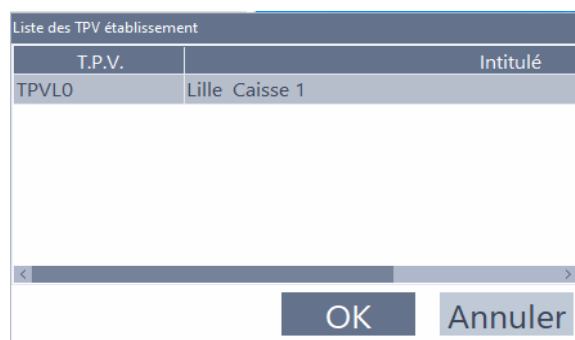 Liste des TPV établissement
T.P.V. Intitulé
TPVL0 Lille Caisse 1
OK Annuler